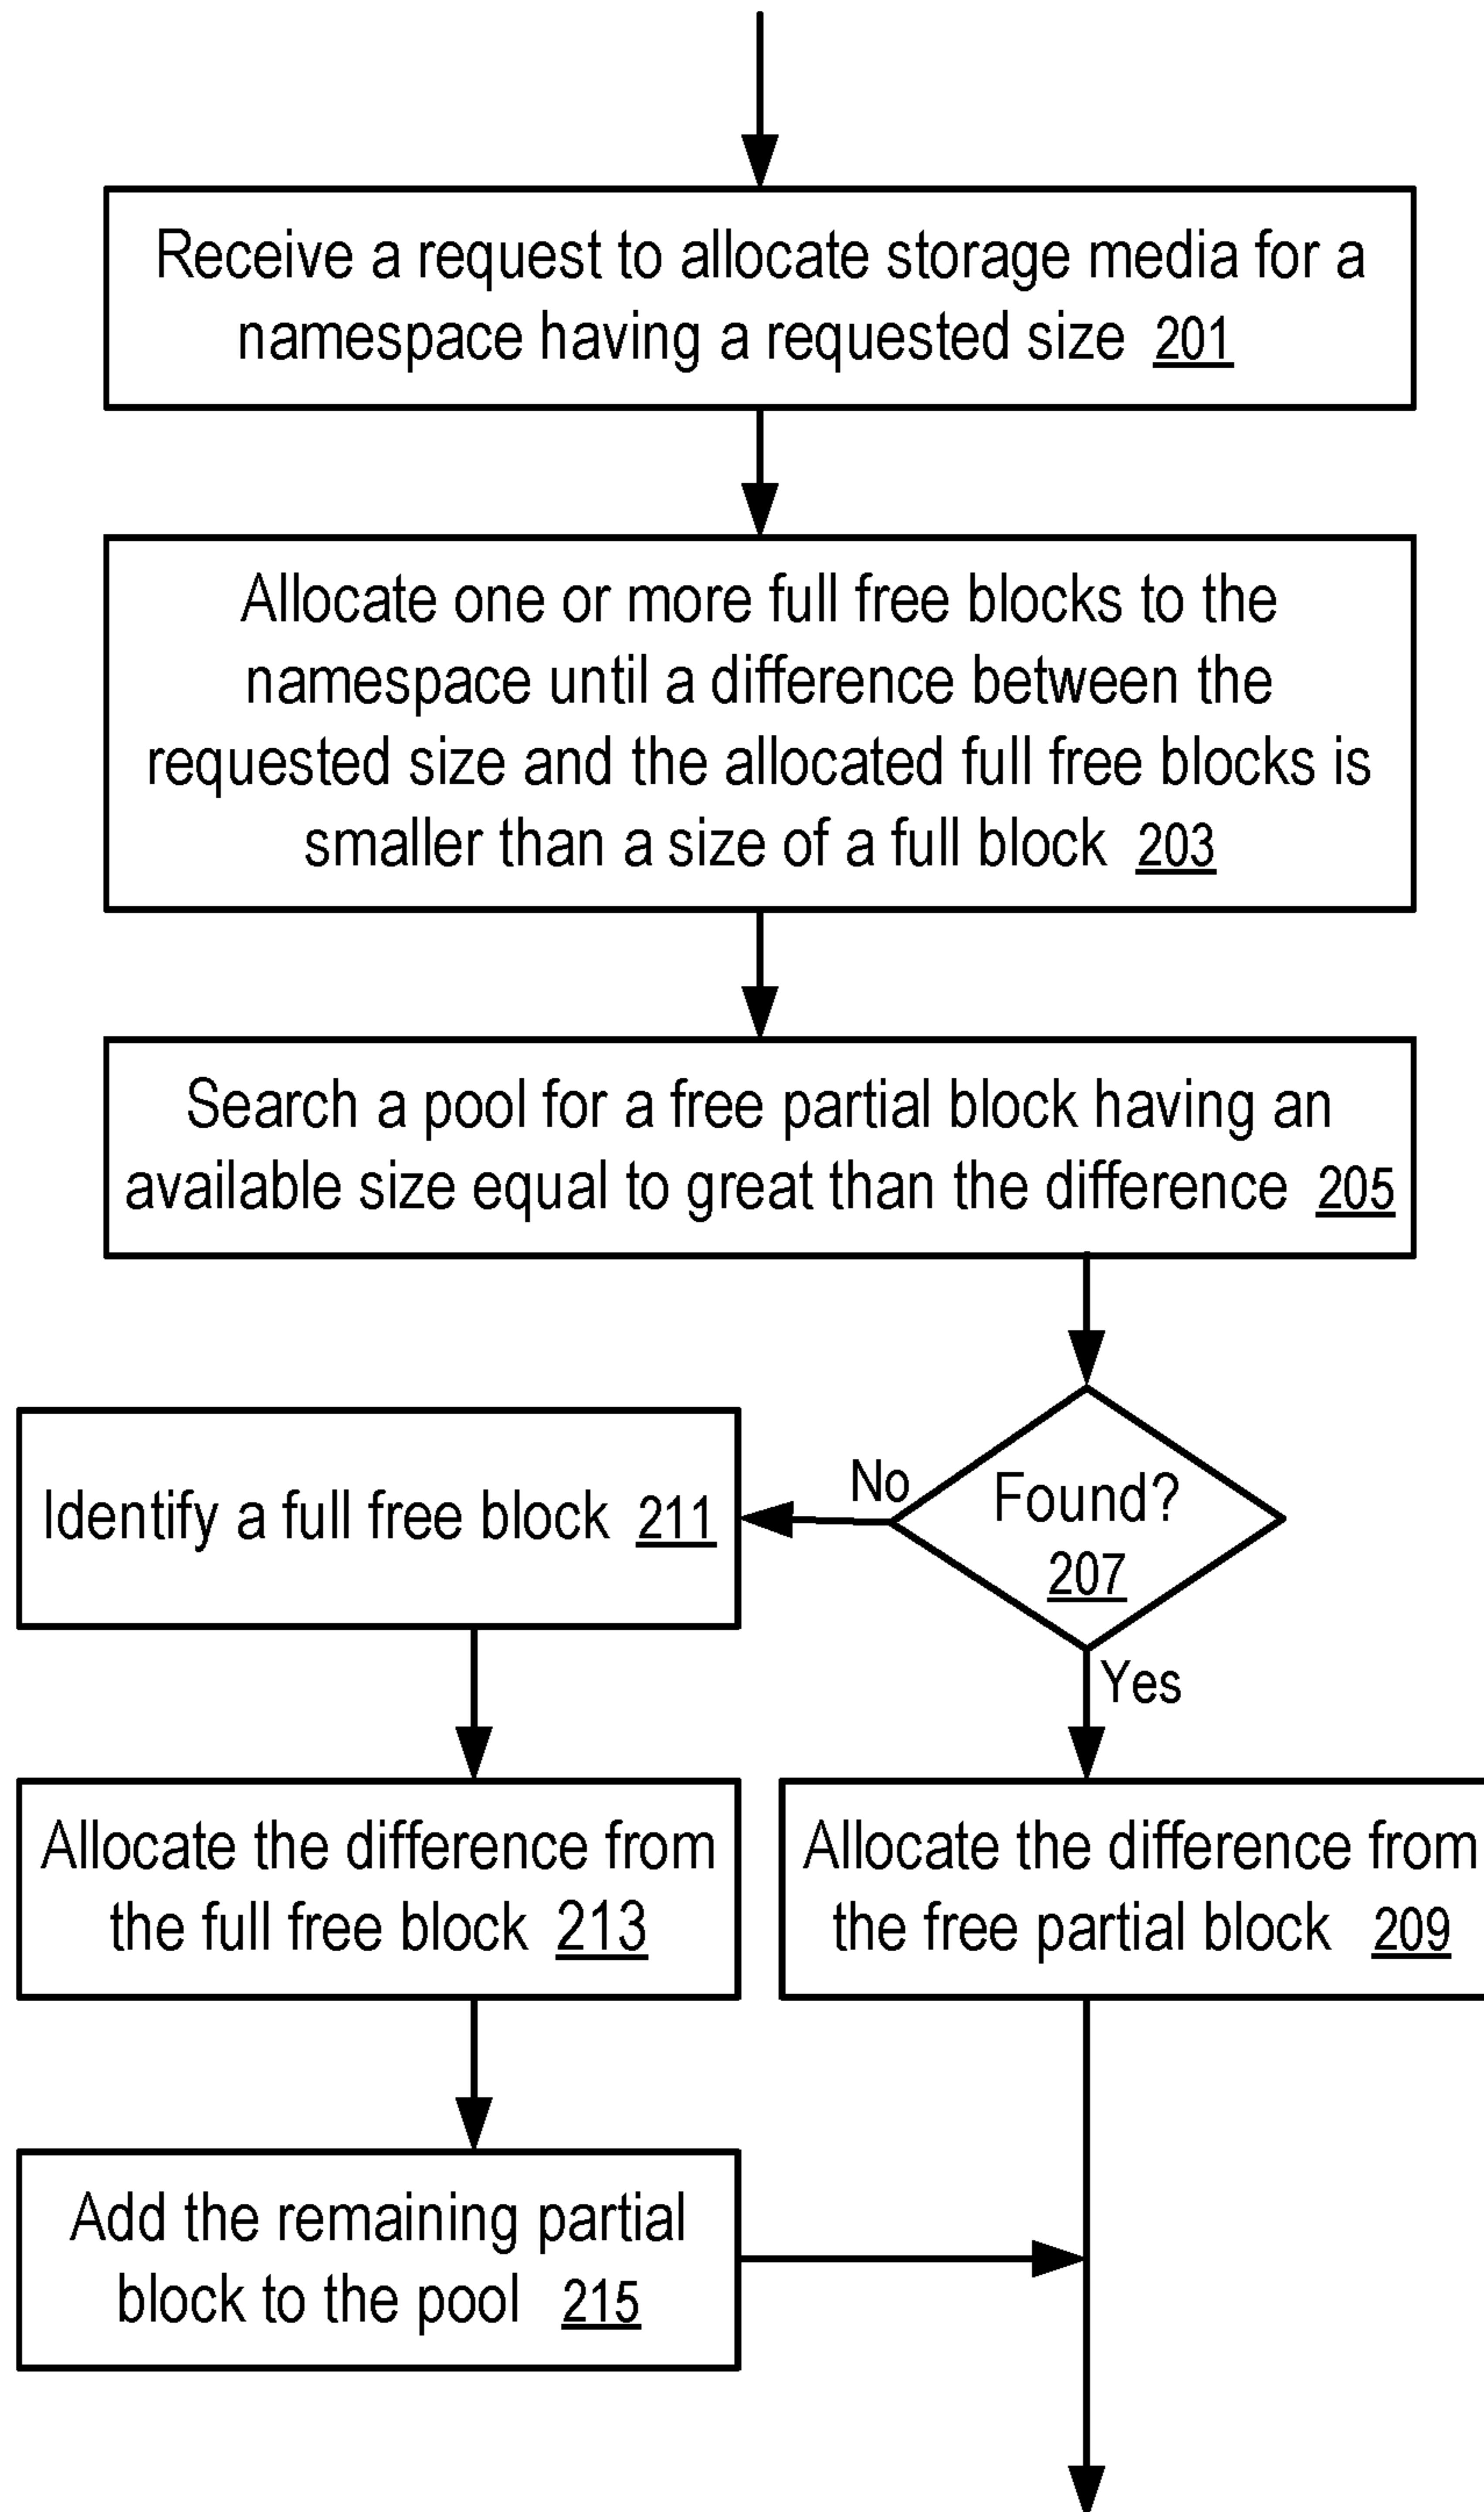 Receive a request to allocate storage media for a
namespace having a requested size 201
Allocate one or more full free blocks to the
namespace until a difference between the
requested size and the allocated full free blocks is
smaller than a size of a full block 203
Search a pool for a free partial block having an
available size equal to great than the difference 205
Found?
207
No
Yes
Identify a full free block 211
Allocate the difference from
the full free block 213
Allocate the difference from
the free partial block 209
Add the remaining partial
block to the pool 215